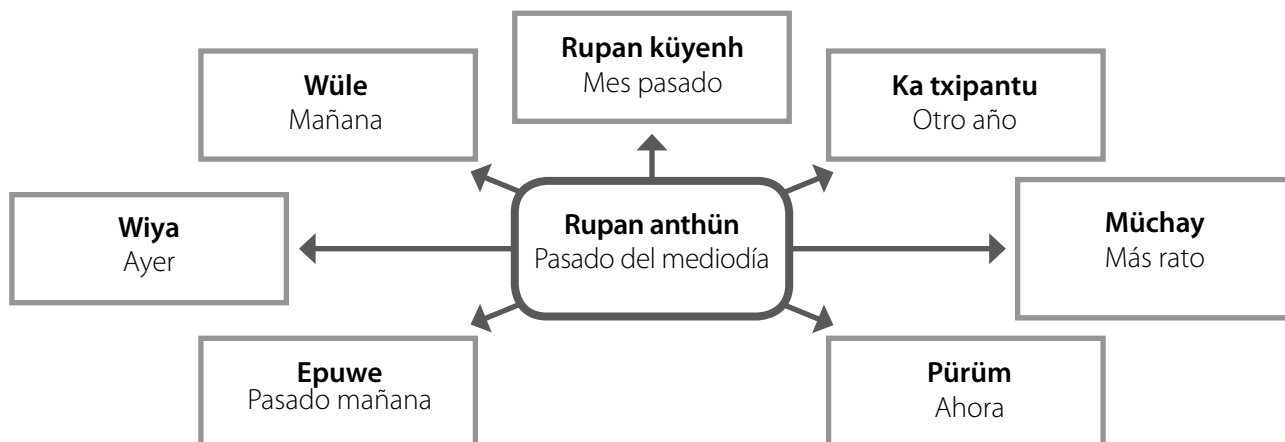 Rupan küyenh
Mes pasado
Wüle
Mañana
Ka txipantu
Otro año
Wiya
Ayer
Rupan anthün
Pasado del mediodía
Müchay
Más rato
Epuwe
Pasado mañana
Pürüm
Ahora